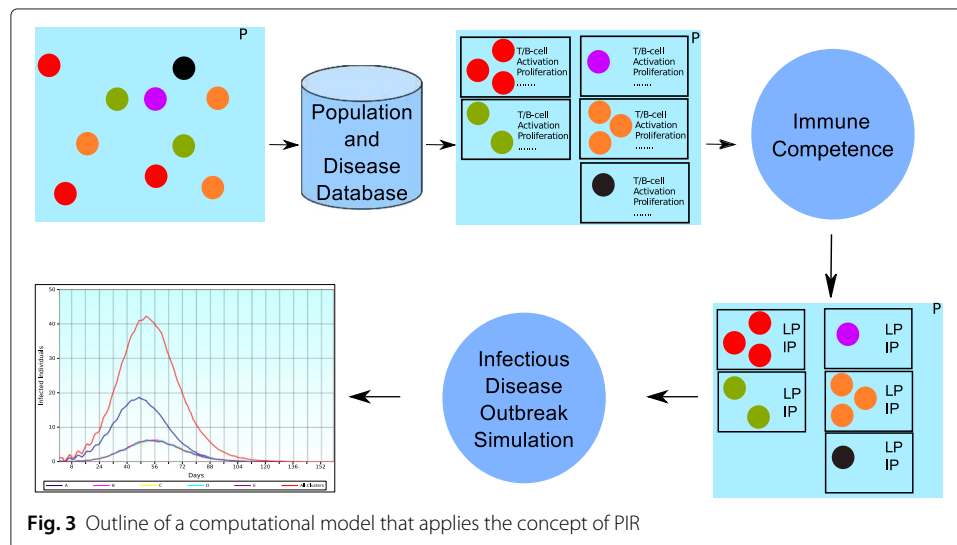 P
Population
and
Disease
Database
P
T/B-cell
Activation
Proliferation
.......
T/B-cell
Activation
Proliferation
.......
T/B-cell
Activation
Proliferation
.......
T/B-cell
Activation
Proliferation
.......
T/B-cell
Activation
Proliferation
.......
Immune
Competence
P
LP
IP
LP
IP
LP
IP
LP
IP
LP
IP
Infectious
Disease
Outbreak
Simulation
50
40
30
20
10
0
Infected Individuals
8 24 40 56 72 88 104 120 136 152
Days
A B C D E All Clusters
Fig. 3 Outline of a computational model that applies the concept of PIR